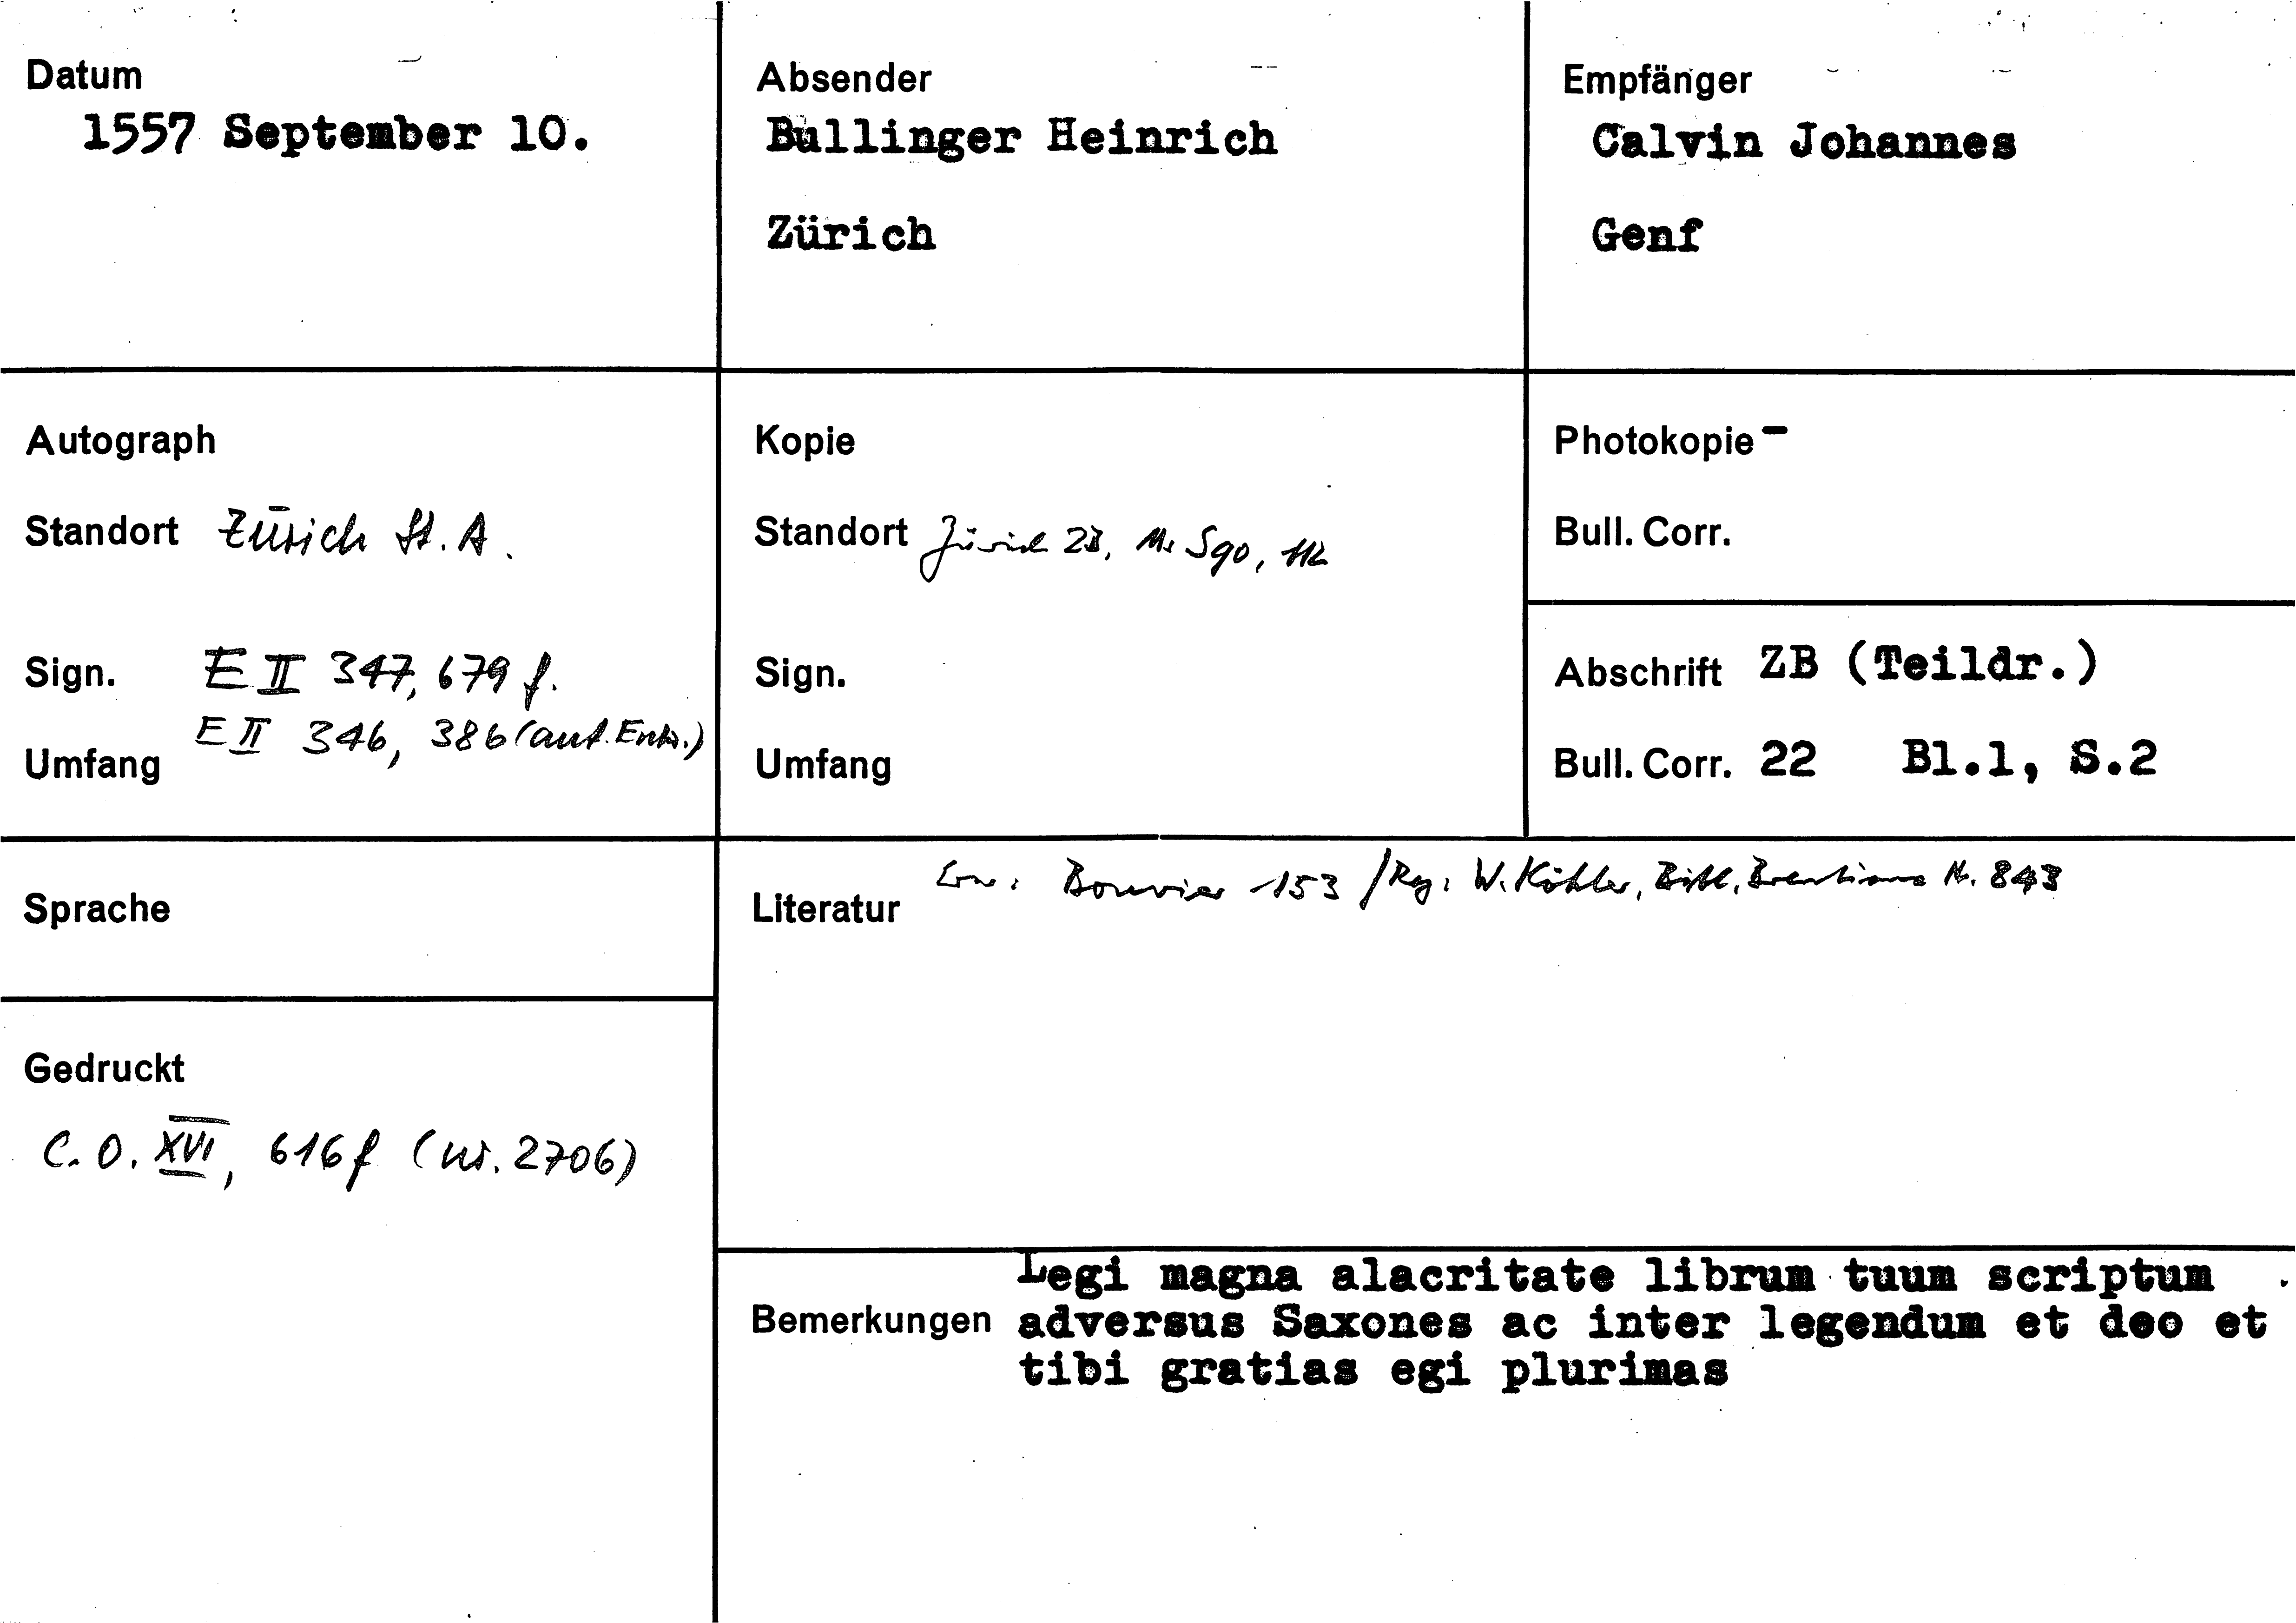 Datum
1557 September 10.
Absender
Bullinger Heinrich
Zürich
Empfänger
Calvin Johannes
Genf
Autograph
Standort Zürich St. A.
Sign. E II 347, 679 f.
E II 346, 386 (aut. Entw.)
Umfang
Kopie
Standort Zürich ZB, Ms S 90, 112
Sign.
Umfang
Photokopie -
Bull. Corr.
Abschrift ZB (Teildr.)
Bull. Corr. 22 Bl.1, S.2
Sprache
Gedruckt
C. O. XVI, 616 f (Nr. 2706)
Literatur Bouvier 153 / Reg: W. Köhler, Bibl. Brentiana Nr. 843
Bemerkungen
Legi magna alacritate librum tuum scriptum
adversus Saxones ac inter legendum et deo et
tibi gratias egi plurimas